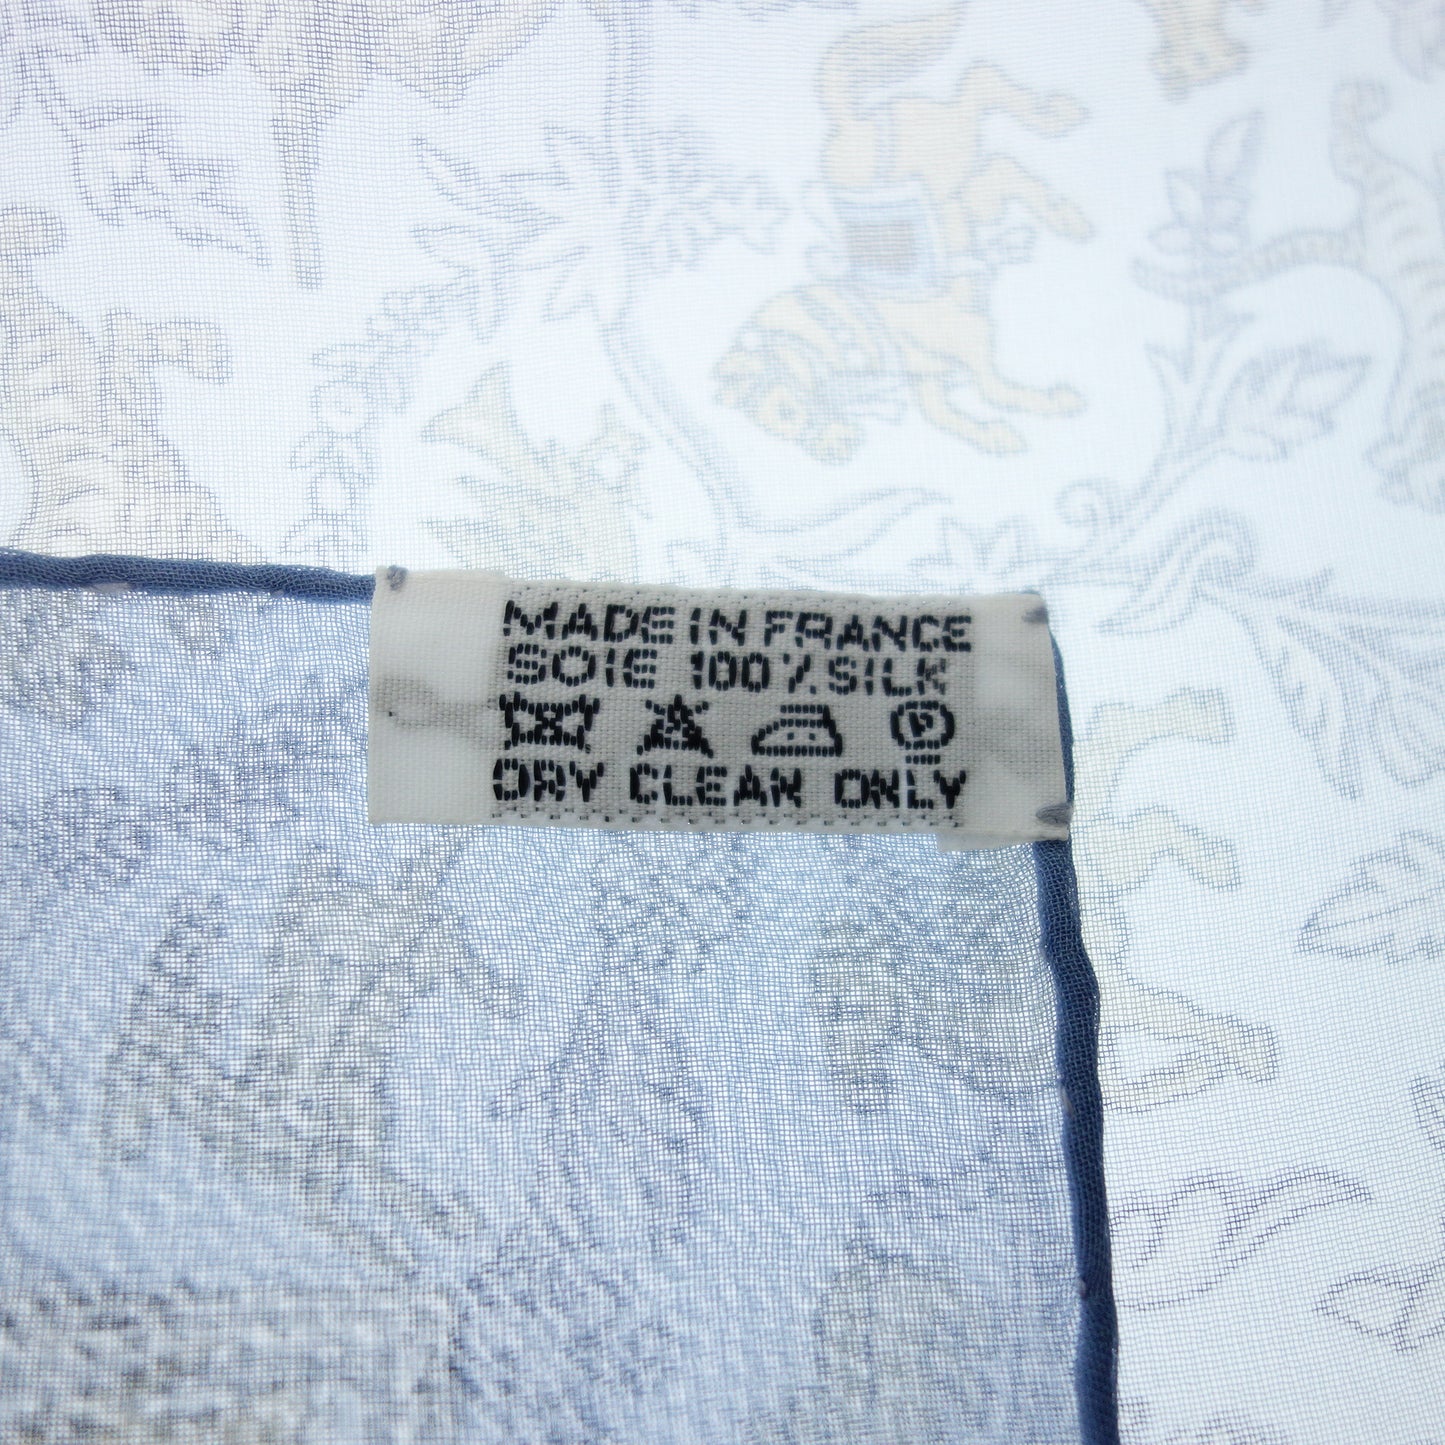 MADE IN FRANCE
SOIE 100% SILK
P
DRY CLEAN ONLY